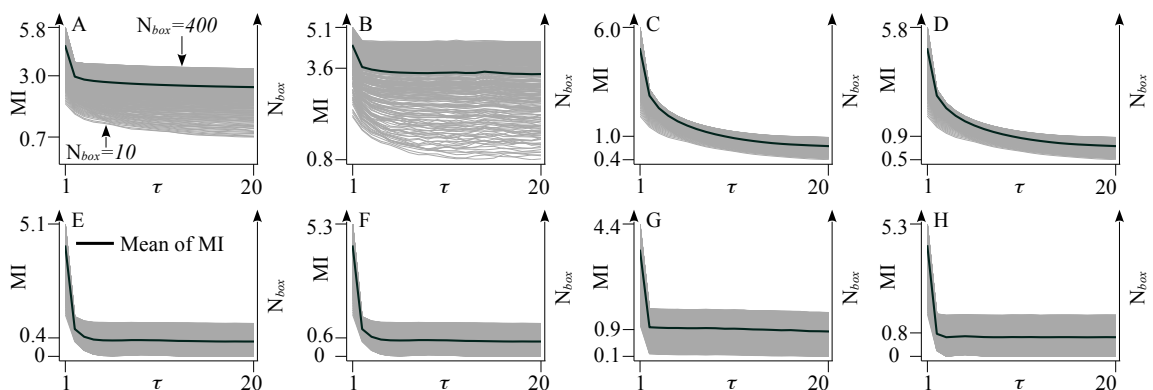 A
5.8
3.0
0.7
MI
N_box=400
N_box=10
1
τ
20
N_box
B
5.1
3.6
0.8
MI
1
τ
20
N_box
C
6.0
1.0
0.4
MI
1
τ
20
N_box
D
5.8
0.9
0.5
MI
1
τ
20
N_box
E
5.1
0.4
0
MI
Mean of MI
1
τ
20
N_box
F
5.3
0.6
0
MI
1
τ
20
N_box
G
4.4
0.9
0.1
MI
1
τ
20
N_box
H
5.3
0.8
0
MI
1
τ
20
N_box